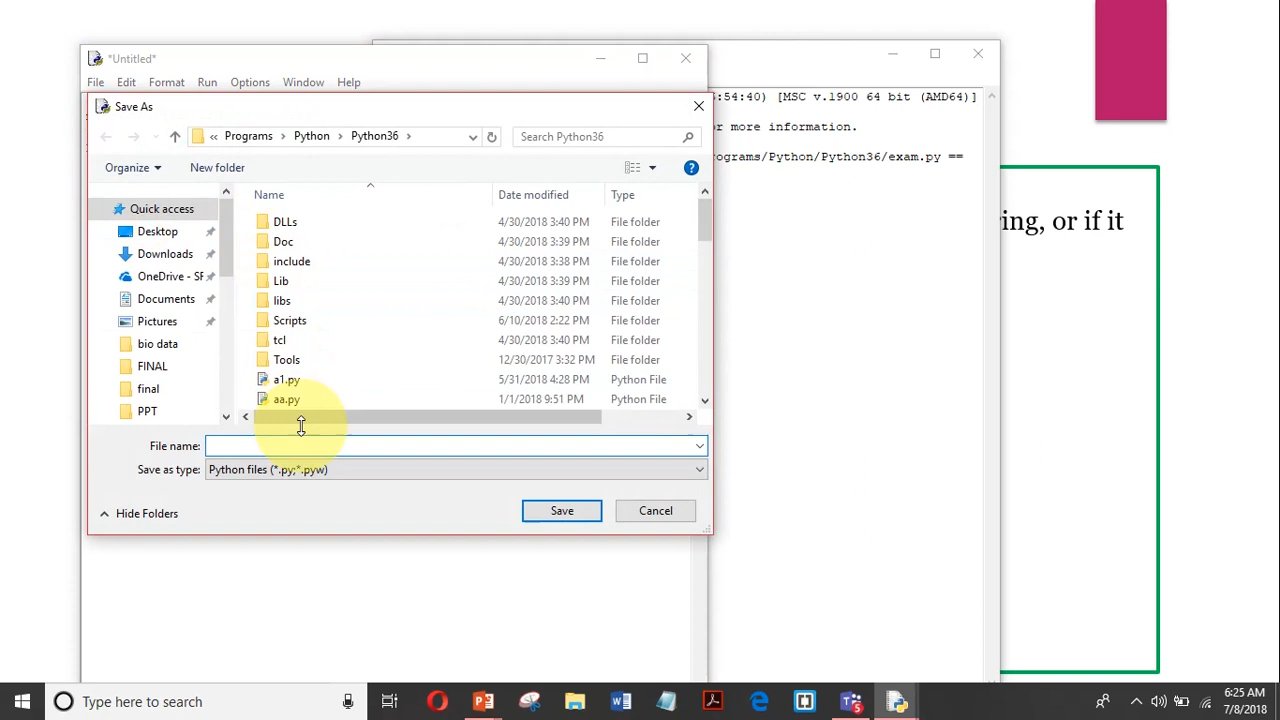 *Untitled*
File Edit Format Run Options Window Help
Save As
5:54:40) [MSC v.1900 64 bit (AMD64)]
or more information.
rograms/Python/Python36/exam.py ==
ring, or if it
« Programs > Python > Python36 >
Search Python36
Organize
New folder
Name Date modified Type
Quick access
Desktop
Downloads
OneDrive - SF
Documents
Pictures
bio data
FINAL
final
PPT
DLLs 4/30/2018 3:40 PM File folder
Doc 4/30/2018 3:39 PM File folder
include 4/30/2018 3:38 PM File folder
Lib 4/30/2018 3:39 PM File folder
libs 4/30/2018 3:40 PM File folder
Scripts 6/10/2018 2:22 PM File folder
tcl 4/30/2018 3:40 PM File folder
Tools 12/30/2017 3:32 PM File folder
a1.py 5/31/2018 4:28 PM Python File
aa.py 1/1/2018 9:51 PM Python File
File name:
Save as type: Python files (*.py;*.pyw)
Hide Folders
Save
Cancel
Type here to search
6:25 AM
7/8/2018